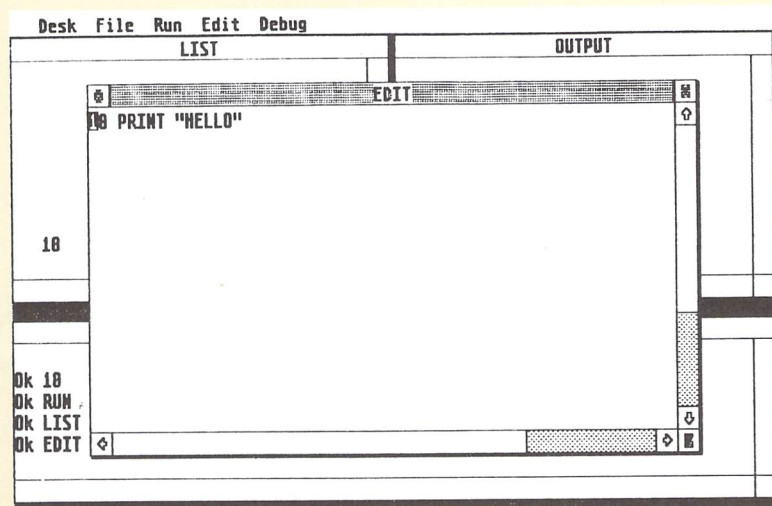 Desk File Run Edit Debug
LIST
OUTPUT
EDIT
10 PRINT "HELLO"
10
Ok 10
Ok RUN
Ok LIST
Ok EDIT